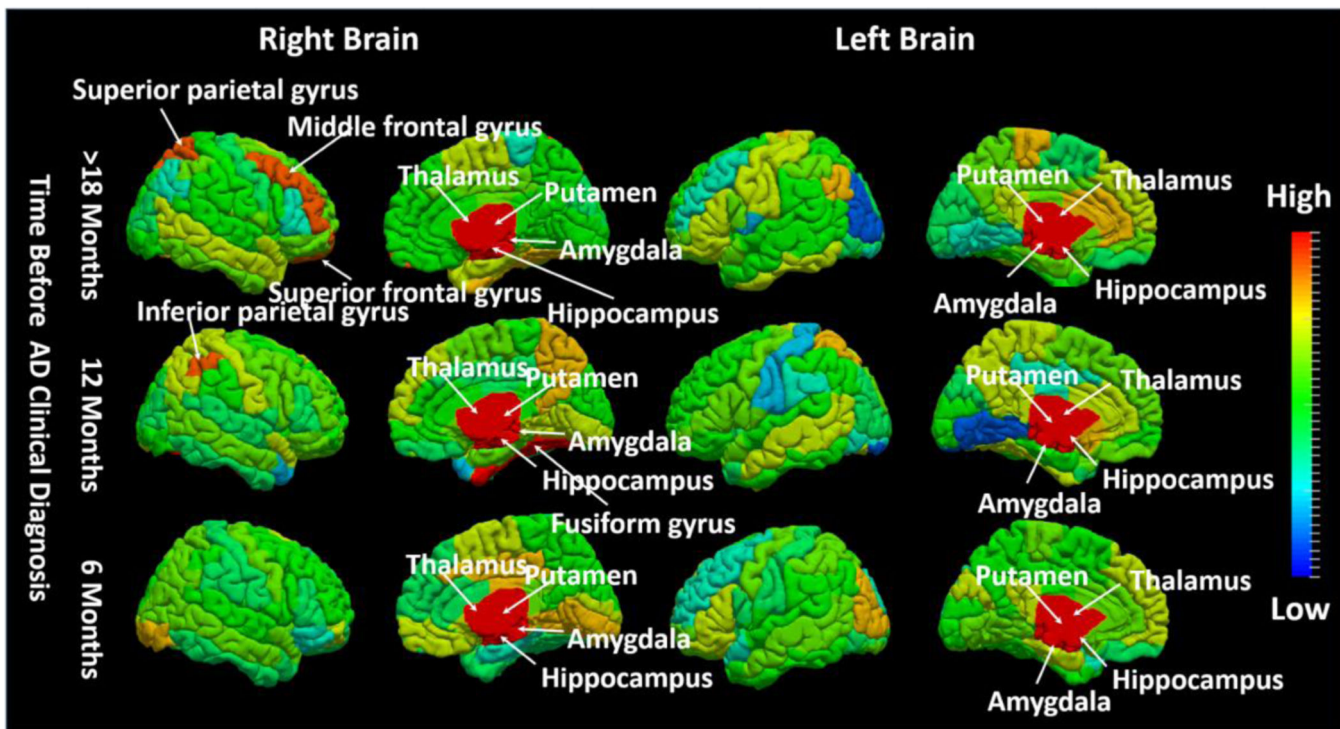 Right Brain
Left Brain
Superior parietal gyrus
Middle frontal gyrus
Thalamus
Putamen
Amygdala
Hippocampus
Superior frontal gyrus
Putamen
Thalamus
Amygdala
Hippocampus
High
Low
Time Before AD Clinical Diagnosis
>18 Months
Inferior parietal gyrus
Thalamus
Putamen
Amygdala
Hippocampus
Fusiform gyrus
Putamen
Thalamus
Hippocampus
Amygdala
12 Months
Thalamus
Putamen
Amygdala
Hippocampus
Putamen
Thalamus
Hippocampus
Amygdala
6 Months